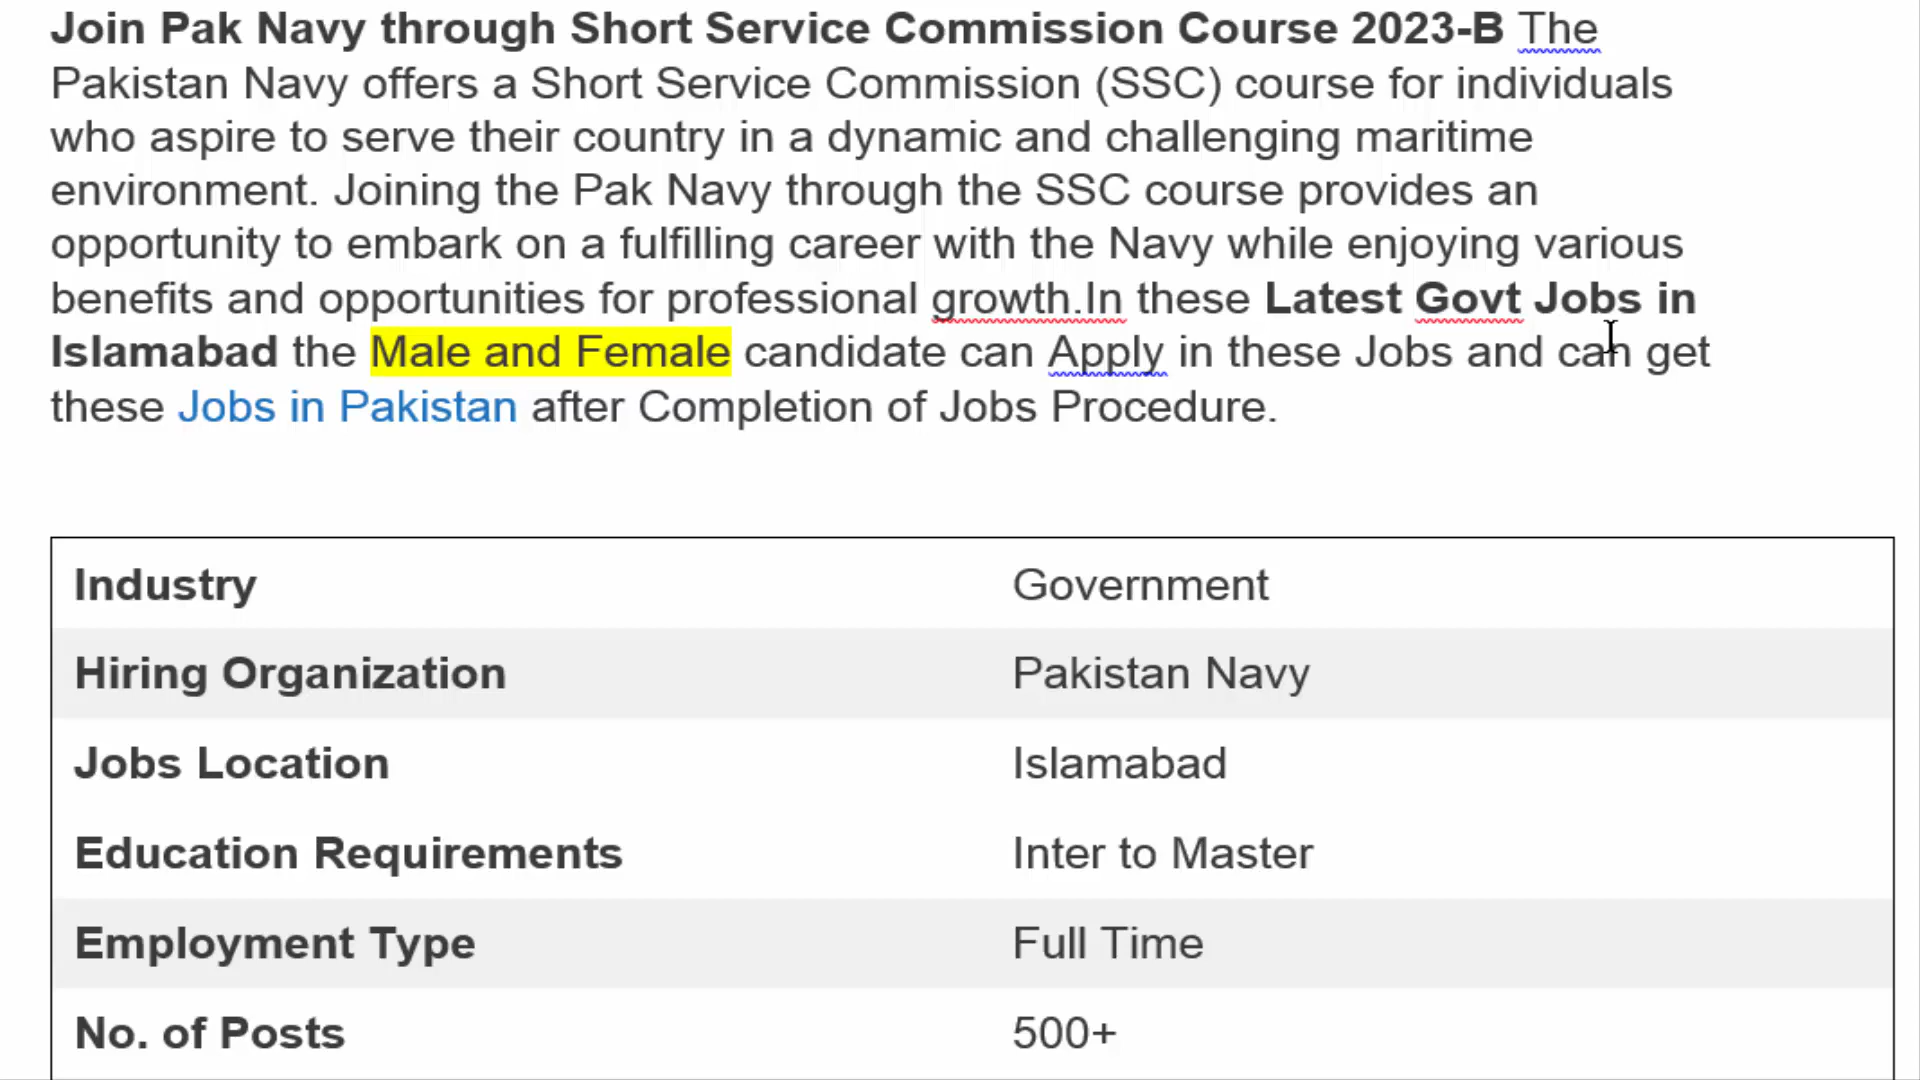 Join Pak Navy through Short Service Commission Course 2023-B The
Pakistan Navy offers a Short Service Commission (SSC) course for individuals
who aspire to serve their country in a dynamic and challenging maritime
environment. Joining the Pak Navy through the SSC course provides an
opportunity to embark on a fulfilling career with the Navy while enjoying various
benefits and opportunities for professional growth.In these Latest Govt Jobs in
Islamabad the Male and Female candidate can Apply in these Jobs and can get
these Jobs in Pakistan after Completion of Jobs Procedure.
Industry Government
Hiring Organization Pakistan Navy
Jobs Location Islamabad
Education Requirements Inter to Master
Employment Type Full Time
No. of Posts 500+